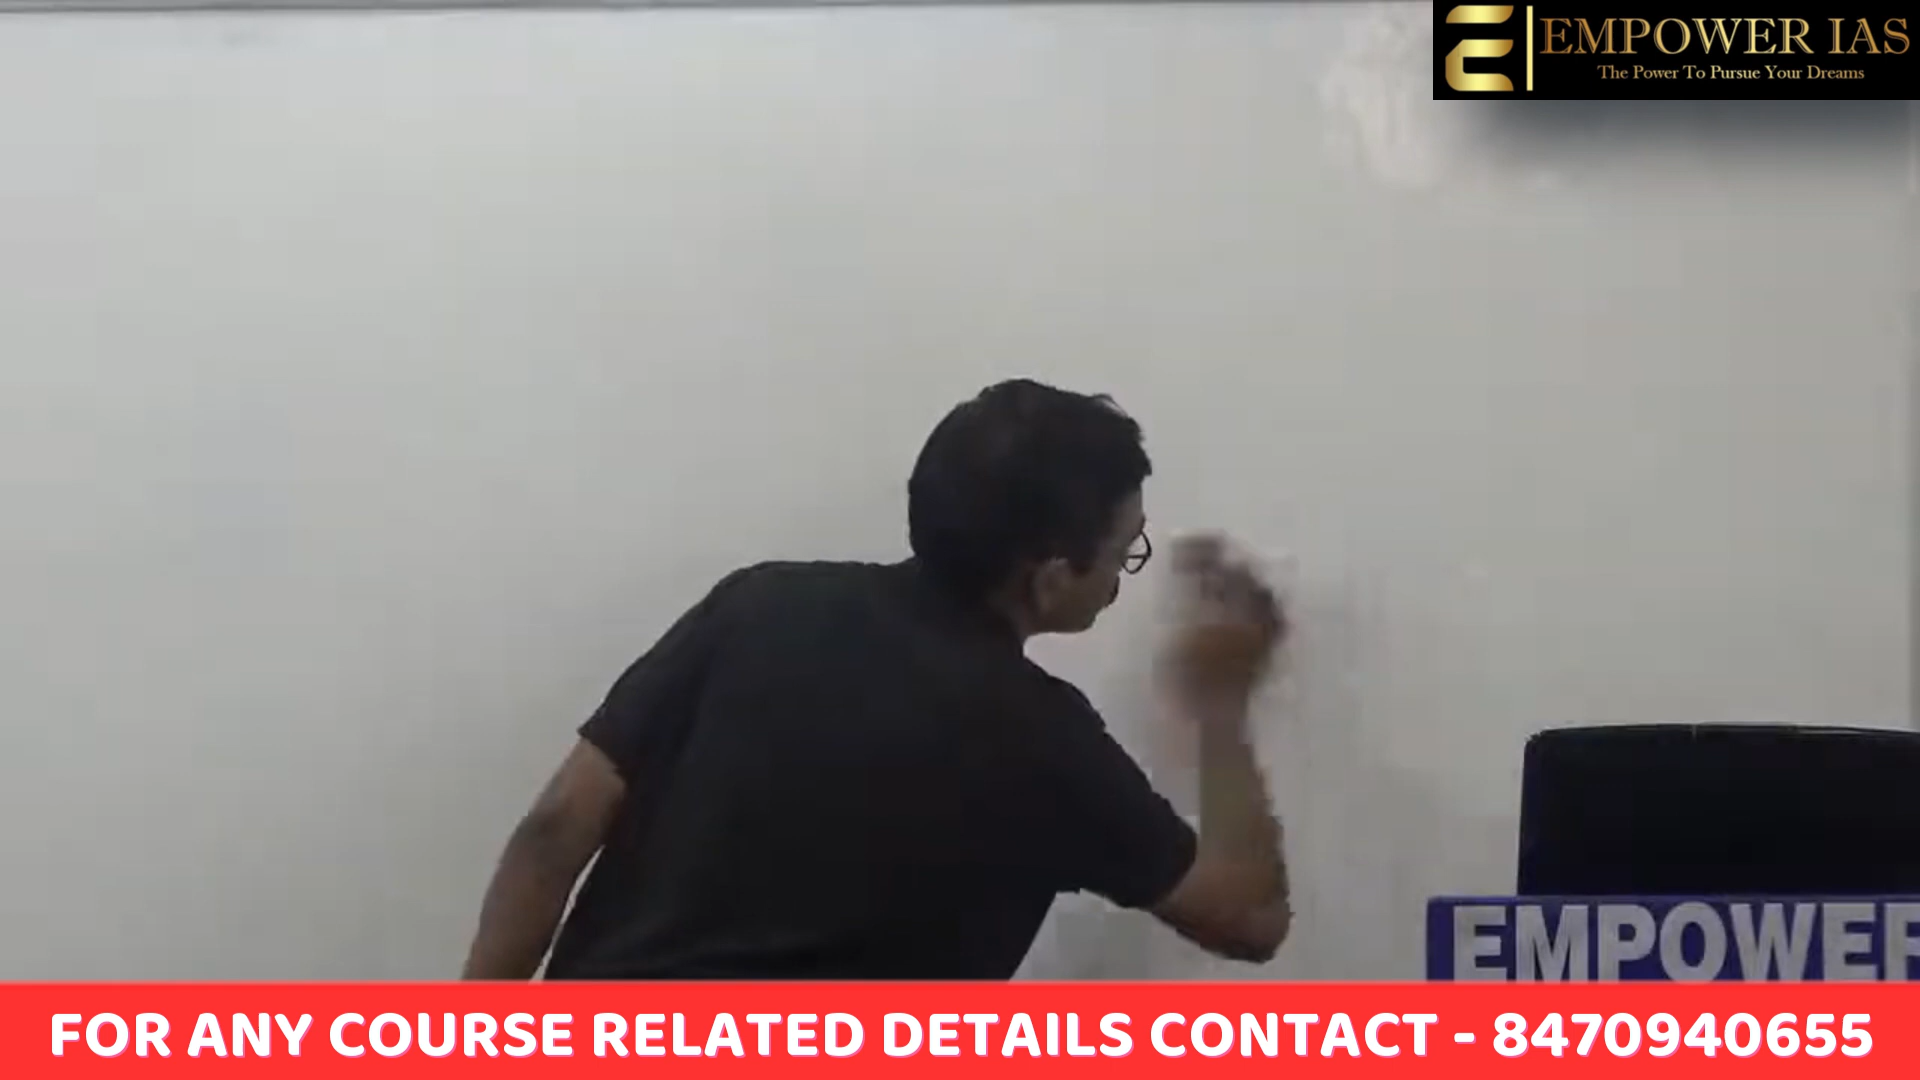 EMPOWER IAS
The Power To Pursue Your Dreams
EMPOWER
FOR ANY COURSE RELATED DETAILS CONTACT - 8470940655